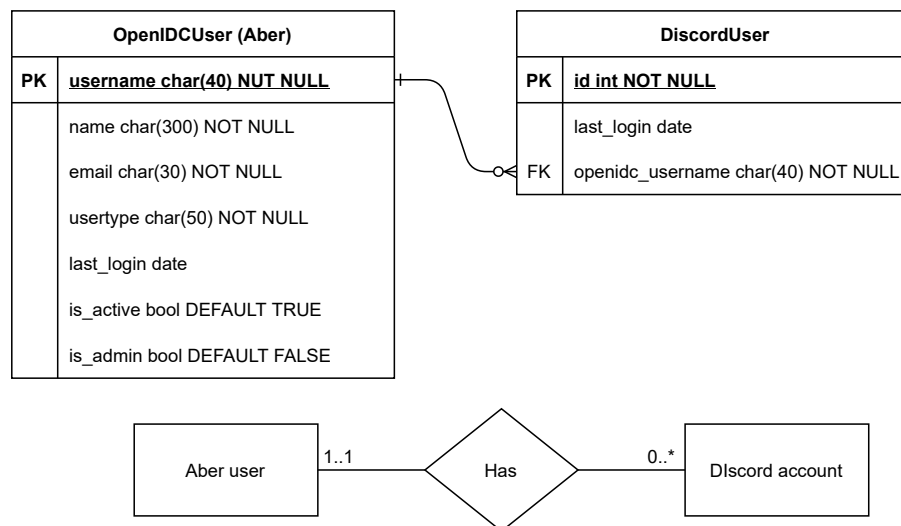 OpenIDCUser (Aber)
PK username char(40) NUT NULL
name char(300) NOT NULL
email char(30) NOT NULL
usertype char(50) NOT NULL
last_login date
is_active bool DEFAULT TRUE
is_admin bool DEFAULT FALSE
DiscordUser
PK id int NOT NULL
last_login date
FK openidc_username char(40) NOT NULL
Aber user
1..1
Has
0..*
DIscord account